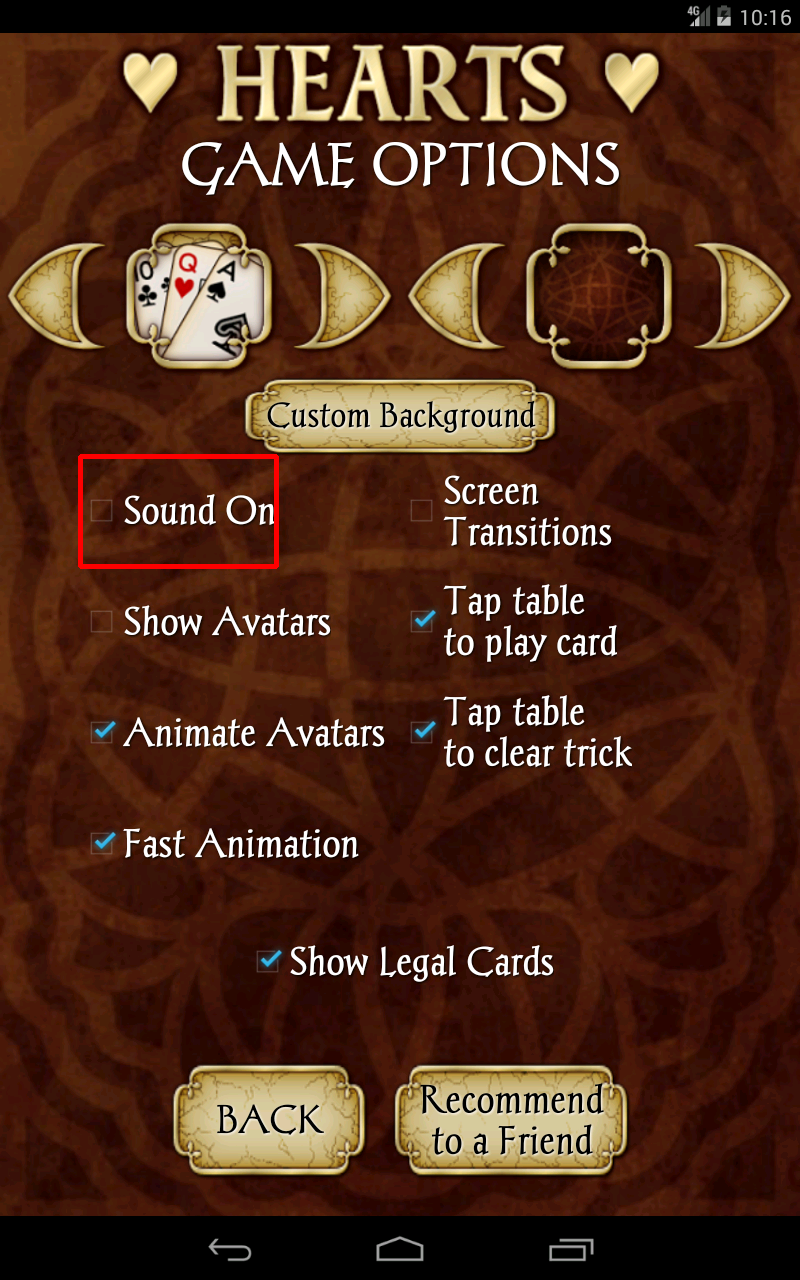 4G 10:16
HEARTS
GAME OPTIONS
Q A
Custom Background
Sound On
Screen
Transitions
Show Avatars
Tap table
to play card
Animate Avatars
Tap table
to clear trick
Fast Animation
Show Legal Cards
BACK
Recommend
to a Friend